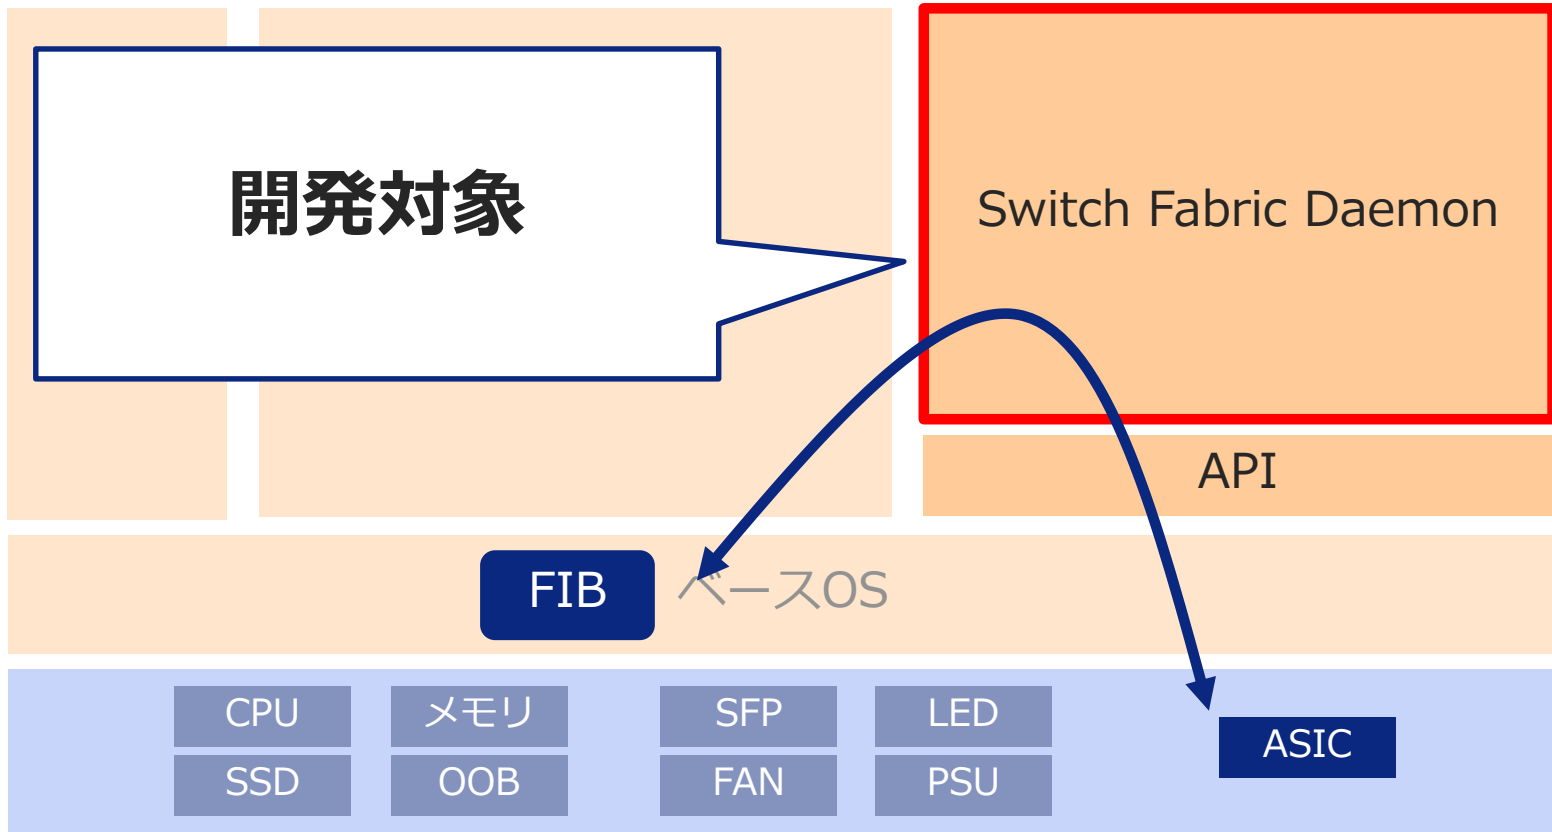 開発対象
Switch Fabric Daemon
API
FIB
ベースOS
CPU
メモリ
SFP
LED
ASIC
SSD
OOB
FAN
PSU